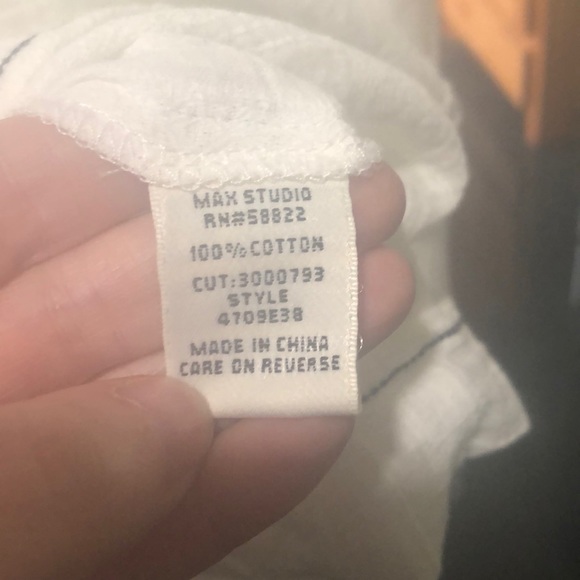 MAX STUDIO
RN#58822
100% COTTON
CUT:3000793
STYLE
4709E38
MADE IN CHINA
CARE ON REVERSE